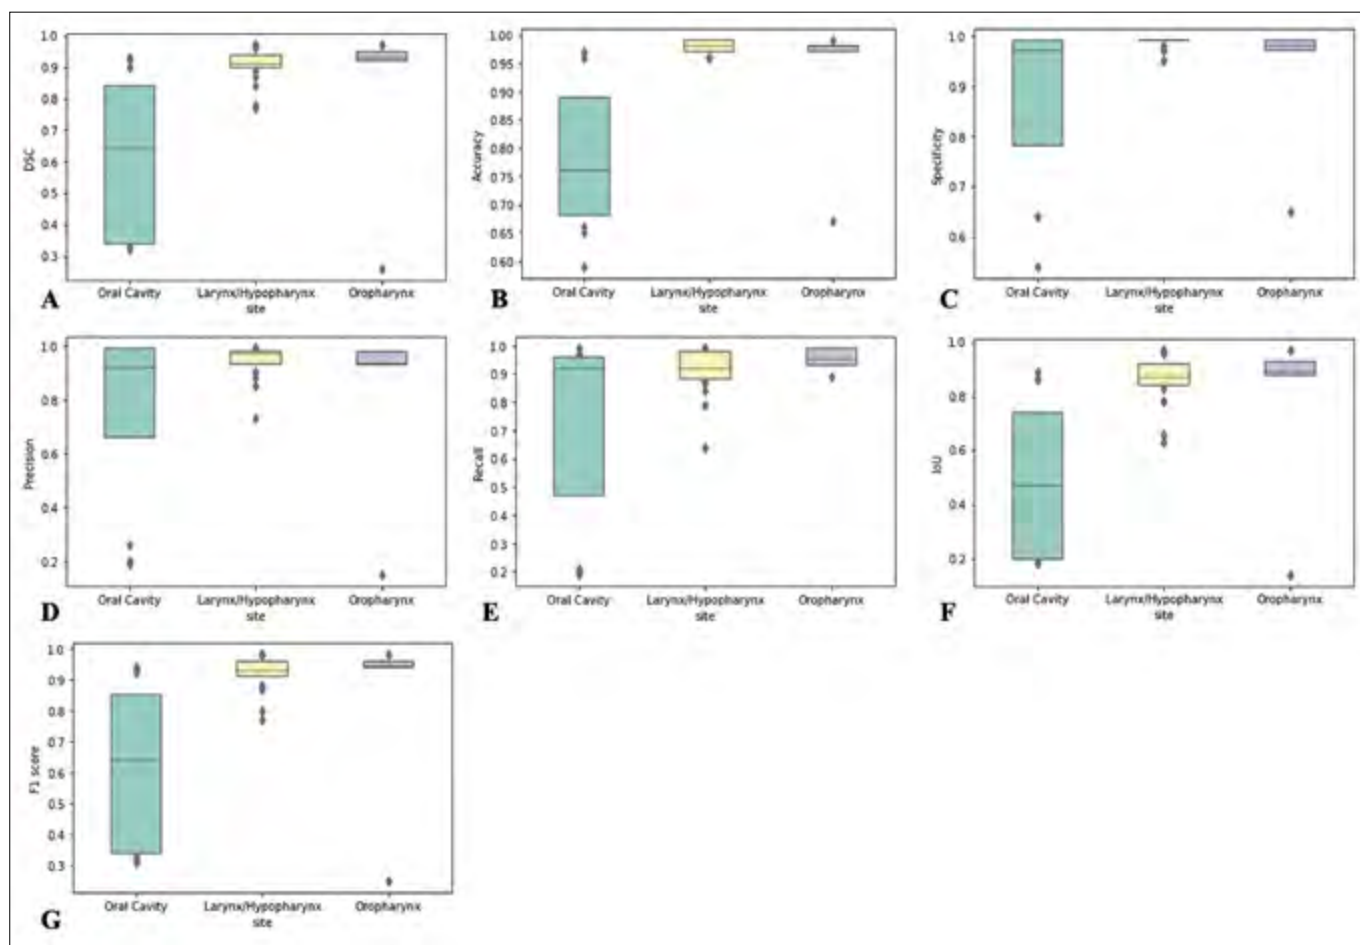 1.0
0.9
0.8
0.7
0.6
0.5
0.4
0.3
DSC
A
Oral Cavity Larynx/Hypopharynx Oropharynx
site
1.00
0.95
0.90
0.85
0.80
0.75
0.70
0.65
0.60
Accuracy
B
Oral Cavity Larynx/Hypopharynx Oropharynx
site
1.0
0.9
0.8
0.7
0.6
Specificity
C
Oral Cavity Larynx/Hypopharynx Oropharynx
site
1.0
0.8
0.6
0.4
0.2
Precision
D
Oral Cavity Larynx/Hypopharynx Oropharynx
site
1.0
0.9
0.8
0.7
0.6
0.5
0.4
0.3
0.2
Recall
E
Oral Cavity Larynx/Hypopharynx Oropharynx
site
1.0
0.8
0.6
0.4
0.2
IoU
F
Oral Cavity Larynx/Hypopharynx Oropharynx
site
1.0
0.9
0.8
0.7
0.6
0.5
0.4
0.3
F1 score
G
Oral Cavity Larynx/Hypopharynx Oropharynx
site